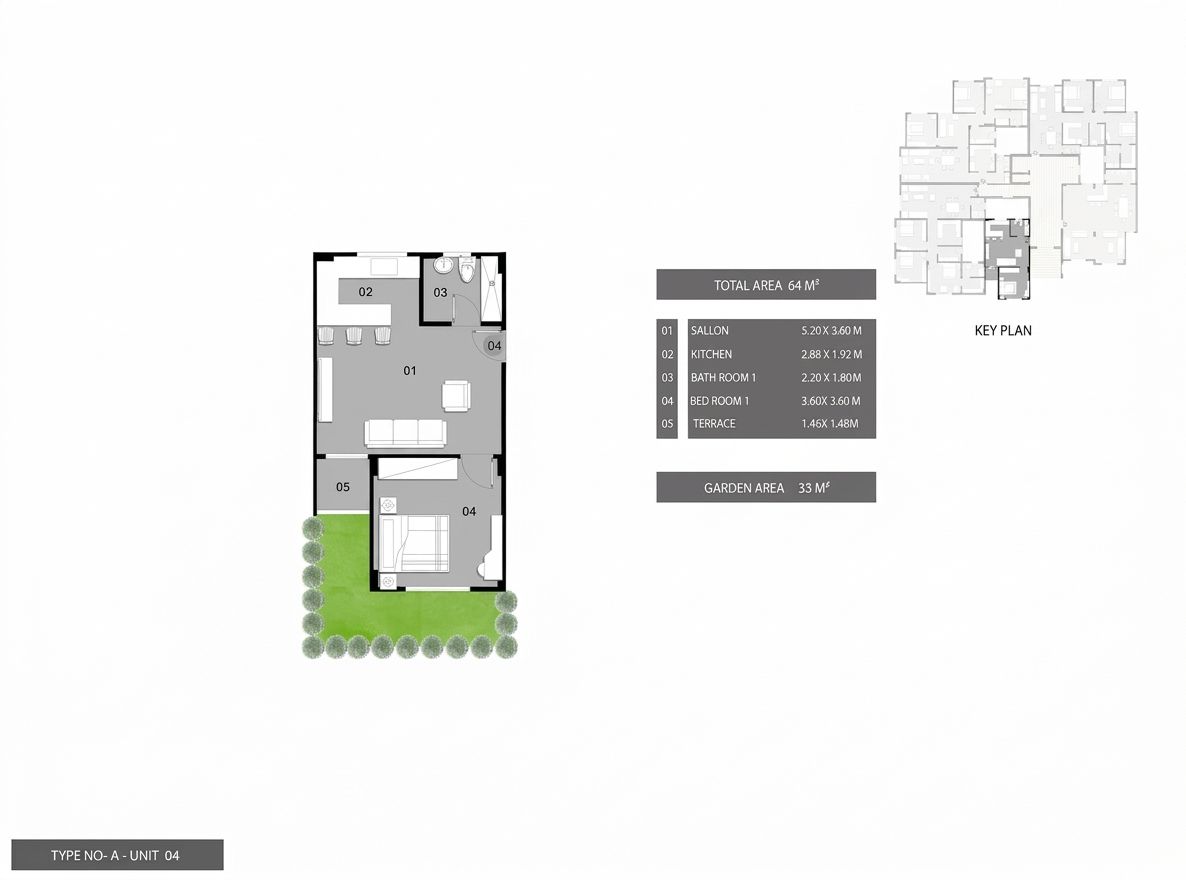 TOTAL AREA 64 M²
01 SALLON 5.20X 3.60 M
02 KITCHEN 2.88 X 1.92 M
03 BATH ROOM 1 2.20 X 1.80M
04 BED ROOM 1 3.60X 3.60 M
05 TERRACE 1.46X 1.48M
GARDEN AREA 33 M²
KEY PLAN
02
03
04
01
05
04
TYPE NO- A - UNIT 04